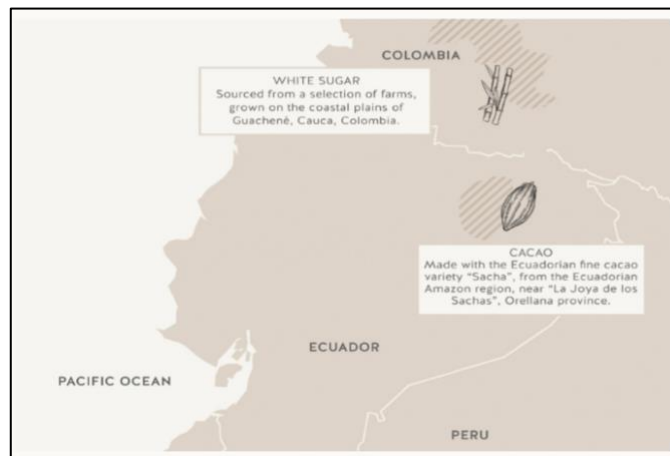 COLOMBIA
WHITE SUGAR
Sourced from a selection of farms,
grown on the coastal plains of
Guachené, Cauca, Colombia.
CACAO
Made with the Ecuadorian fine cacao
variety "Sacha", from the Ecuadorian
Amazon region, near "La Joya de los
Sachas", Orellana province.
ECUADOR
PACIFIC OCEAN
PERU